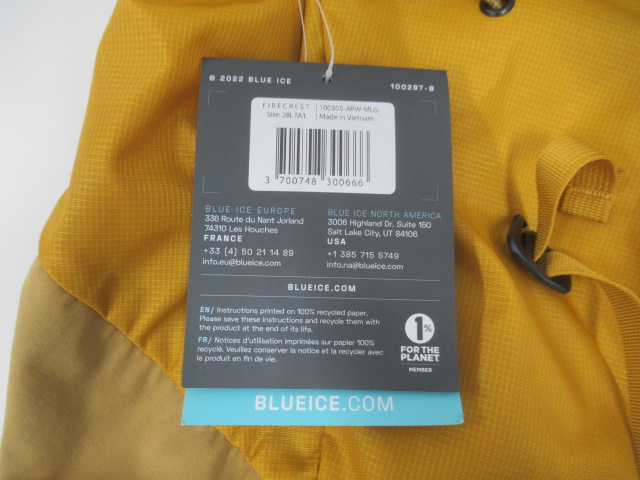 © 2022 BLUE ICE
100297-B
FIRECREST
Size: 28L M/L
100305-ARW-MLG
Made in Vietnam
3 700748 300666
BLUE ICE EUROPE
336 Route du Nant Jorland
74310 Les Houches
FRANCE
+33 (4) 50 21 14 89
info.eu@blueice.com
BLUE ICE NORTH AMERICA
3006 Highland Dr. Suite 150
Salt Lake City, UT 84106
USA
+1 385 715 5749
info.na@blueice.com
BLUEICE.COM
EN/ Instructions printed on 100% recycled paper.
Please save these instructions and recycle them with
the product at the end of its life.
FR/ Notices d'utilisation imprimées sur papier 100%
recyclé. Veuillez conserver la notice et la recycler avec
le produit en fin de vie.
1%
FOR THE
PLANET
MEMBER
BLUEICE.COM